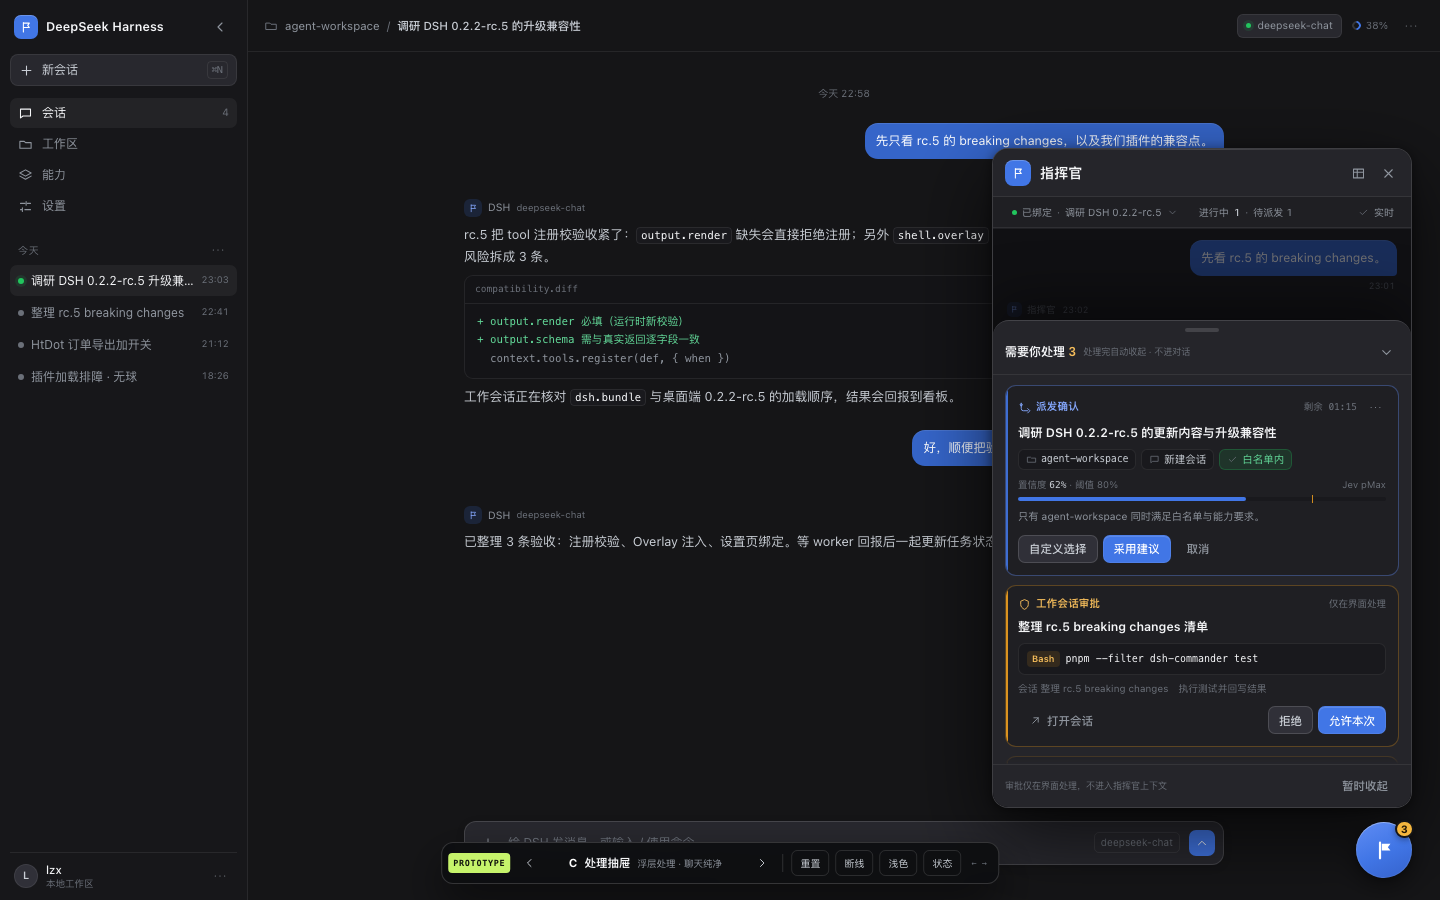 DeepSeek Harness
新会话
⌘N
会话
4
工作区
能力
设置
今天
调研 DSH 0.2.2-rc.5 升级兼...
23:03
整理 rc.5 breaking changes
22:41
HtDot 订单导出加开关
21:12
插件加载排障 · 无球
18:26
L
lzx
本地工作区
agent-workspace / 调研 DSH 0.2.2-rc.5 的升级兼容性
deepseek-chat
38%
今天 22:58
先只看 rc.5 的 breaking changes，以及我们插件的兼容点。
DSH deepseek-chat
rc.5 把 tool 注册校验收紧了： output.render 缺失会直接拒绝注册；另外 shell.overlay
风险拆成 3 条。
compatibility.diff
+ output.render 必填（运行时新校验）
+ output.schema 需与真实返回逐字段一致
context.tools.register(def, { when })
工作会话正在核对 dsh.bundle 与桌面端 0.2.2-rc.5 的加载顺序，结果会回报到看板。
好，顺便把验
DSH deepseek-chat
已整理 3 条验收：注册校验、Overlay 注入、设置页绑定。等 worker 回报后一起更新任务状态
deepseek-chat
指挥官
已绑定 · 调研 DSH 0.2.2-rc.5
进行中 1 · 待派发 1
实时
先看 rc.5 的 breaking changes。
23:01
指挥官 23:02
需要你处理 3 处理完自动收起 · 不进对话
派发确认
剩余 01:15
调研 DSH 0.2.2-rc.5 的更新内容与升级兼容性
agent-workspace
新建会话
白名单内
置信度 62% · 阈值 80%
Jev pMax
只有 agent-workspace 同时满足白名单与能力要求。
自定义选择
采用建议
取消
工作会话审批
仅在界面处理
整理 rc.5 breaking changes 清单
Bash pnpm --filter dsh-commander test
会话 整理 rc.5 breaking changes 执行测试并回写结果
打开会话
拒绝
允许本次
审批仅在界面处理，不进入指挥官上下文
暂时收起
3
PROTOTYPE
C 处理抽屉 浮层处理 · 聊天纯净
重置
断线
浅色
状态
← →